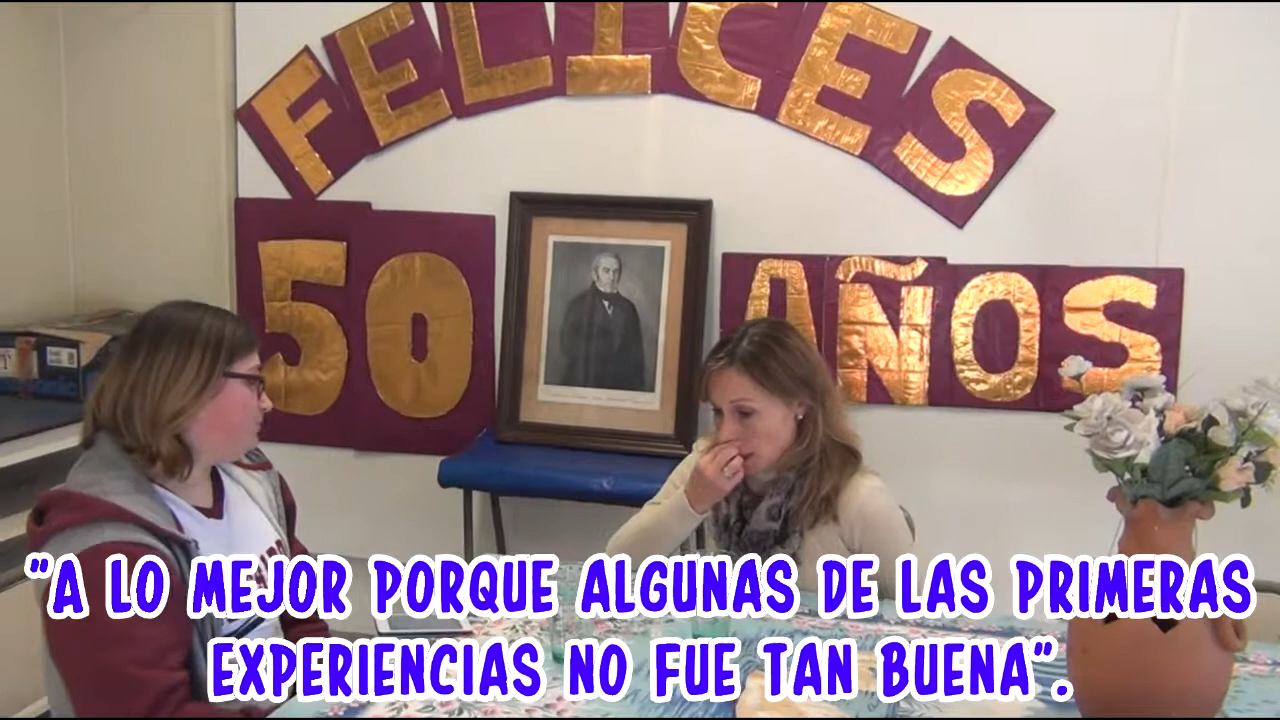 FELICES
50 AÑOS
"A LO MEJOR PORQUE ALGUNAS DE LAS PRIMERAS
EXPERIENCIAS NO FUE TAN BUENA".